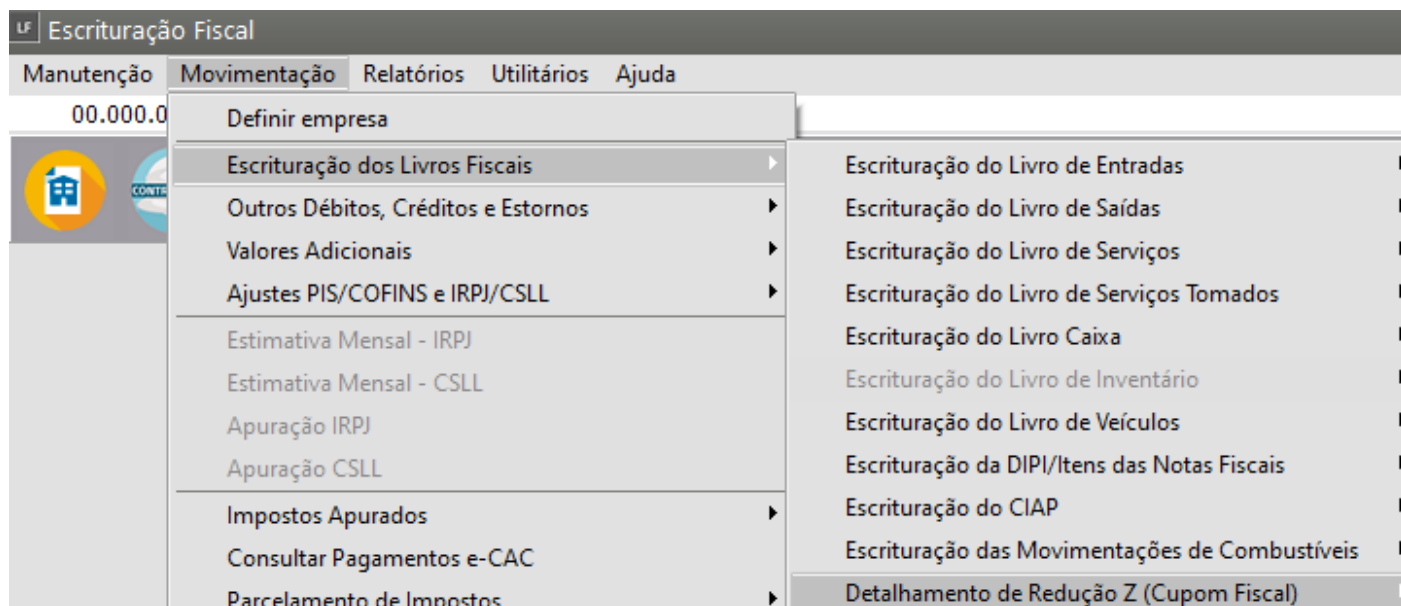 LF Escrituração Fiscal
Manutenção Movimentação Relatórios Utilitários Ajuda
00.000.0
Definir empresa
Escrituração dos Livros Fiscais
Outros Débitos, Créditos e Estornos
Valores Adicionais
Ajustes PIS/COFINS e IRPJ/CSLL
Estimativa Mensal - IRPJ
Estimativa Mensal - CSLL
Apuração IRPJ
Apuração CSLL
Impostos Apurados
Consultar Pagamentos e-CAC
Parcelamento de Impostos
Escrituração do Livro de Entradas
Escrituração do Livro de Saídas
Escrituração do Livro de Serviços
Escrituração do Livro de Serviços Tomados
Escrituração do Livro Caixa
Escrituração do Livro de Inventário
Escrituração do Livro de Veículos
Escrituração da DIPI/Itens das Notas Fiscais
Escrituração do CIAP
Escrituração das Movimentações de Combustíveis
Detalhamento de Redução Z (Cupom Fiscal)